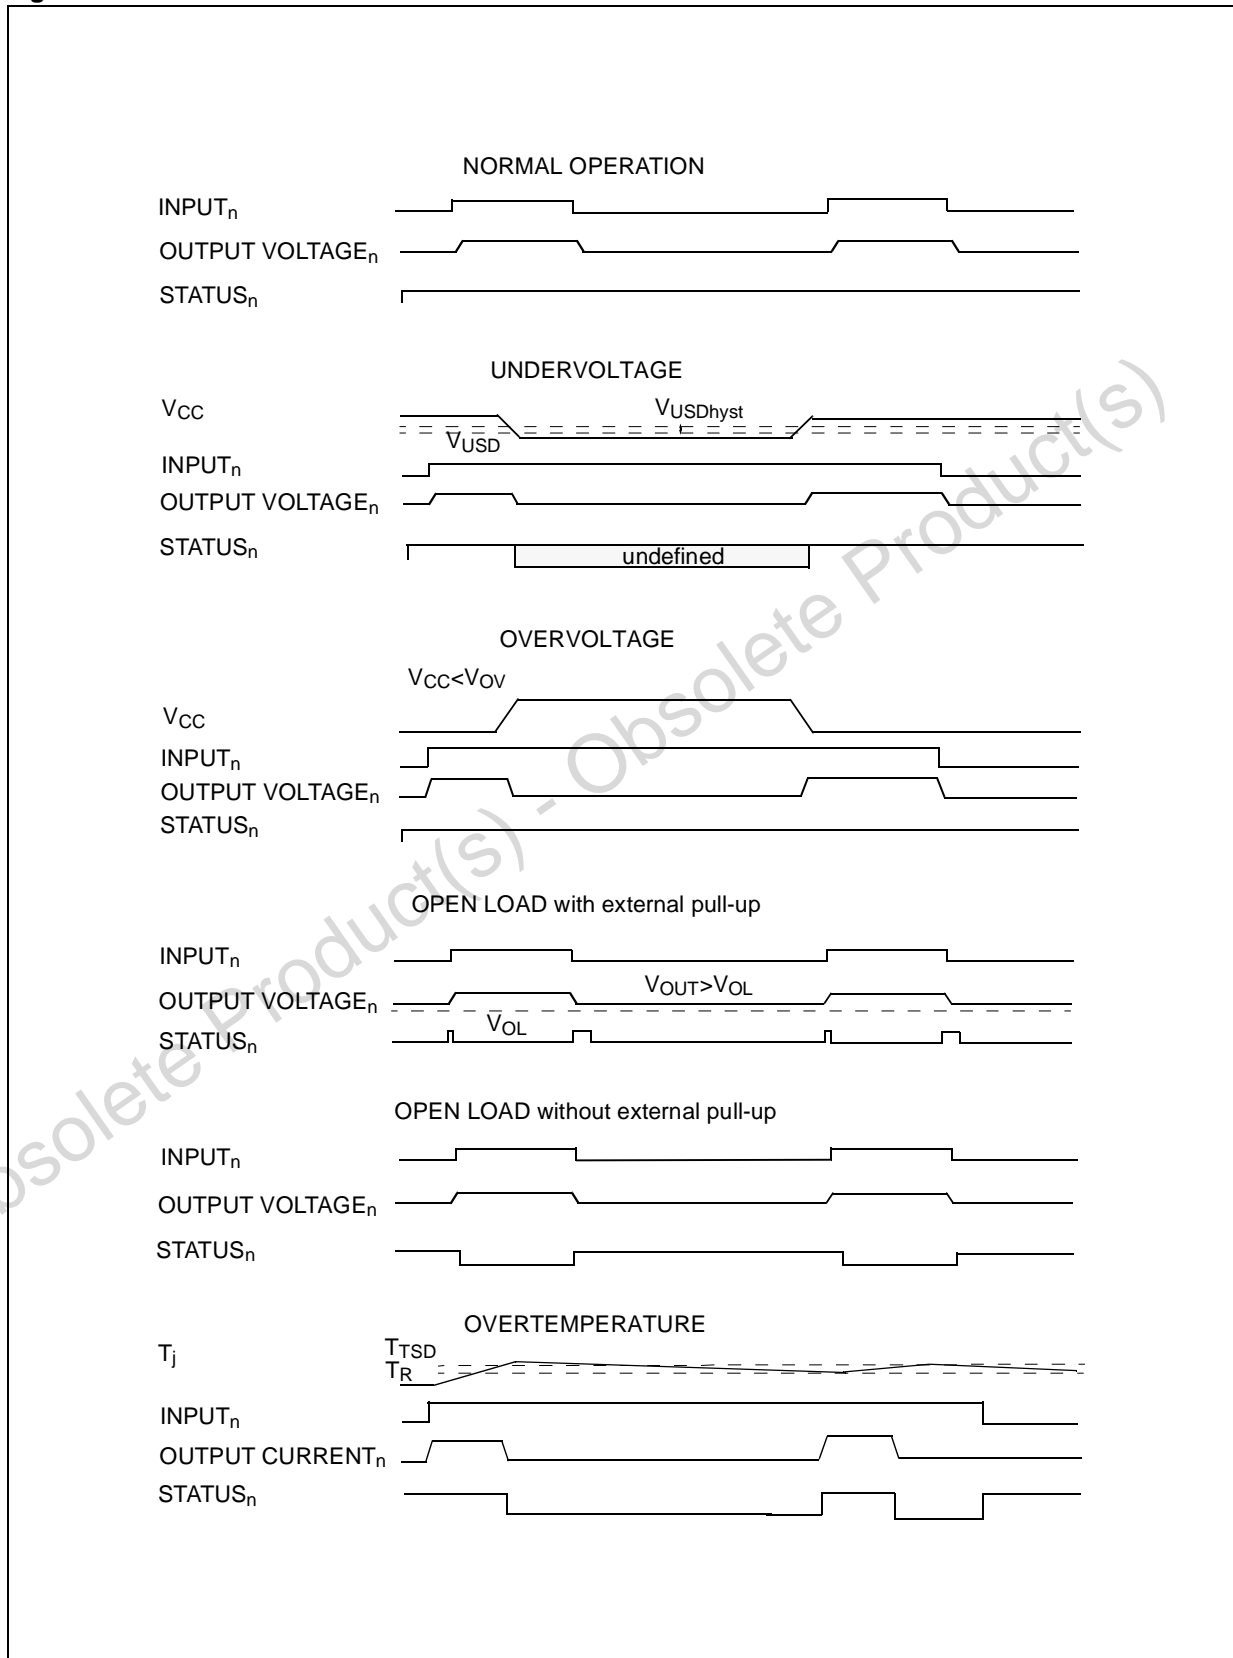 NORMAL OPERATION
INPUTn
OUTPUT VOLTAGEn
STATUSn
UNDERVOLTAGE
VCC
VUSDhyst
VUSD
INPUTn
OUTPUT VOLTAGEn
STATUSn
undefined
OVERVOLTAGE
VCC<VOV
VCC
INPUTn
OUTPUT VOLTAGEn
STATUSn
OPEN LOAD with external pull-up
INPUTn
OUTPUT VOLTAGEn
VOUT>VOL
VOL
STATUSn
OPEN LOAD without external pull-up
INPUTn
OUTPUT VOLTAGEn
STATUSn
OVERTEMPERATURE
Tj
TTSD
TR
INPUTn
OUTPUT CURRENTn
STATUSn
bsolete Product(s) - Obsolete Product(s)